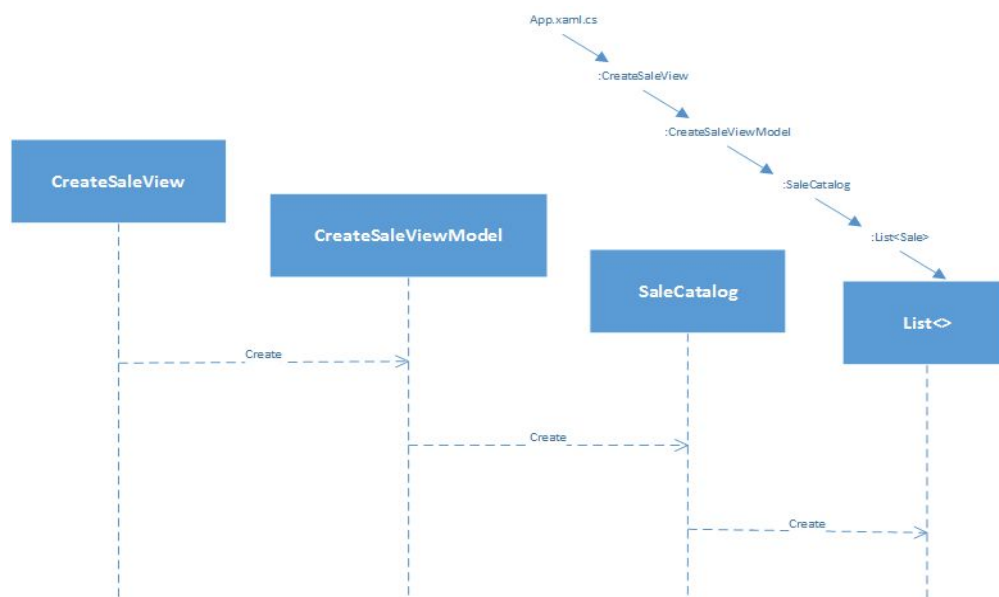 App.xaml.cs
:CreateSaleView
:CreateSaleViewModel
:SaleCatalog
:List<Sale>
CreateSaleView
CreateSaleViewModel
SaleCatalog
List<>
Create
Create
Create